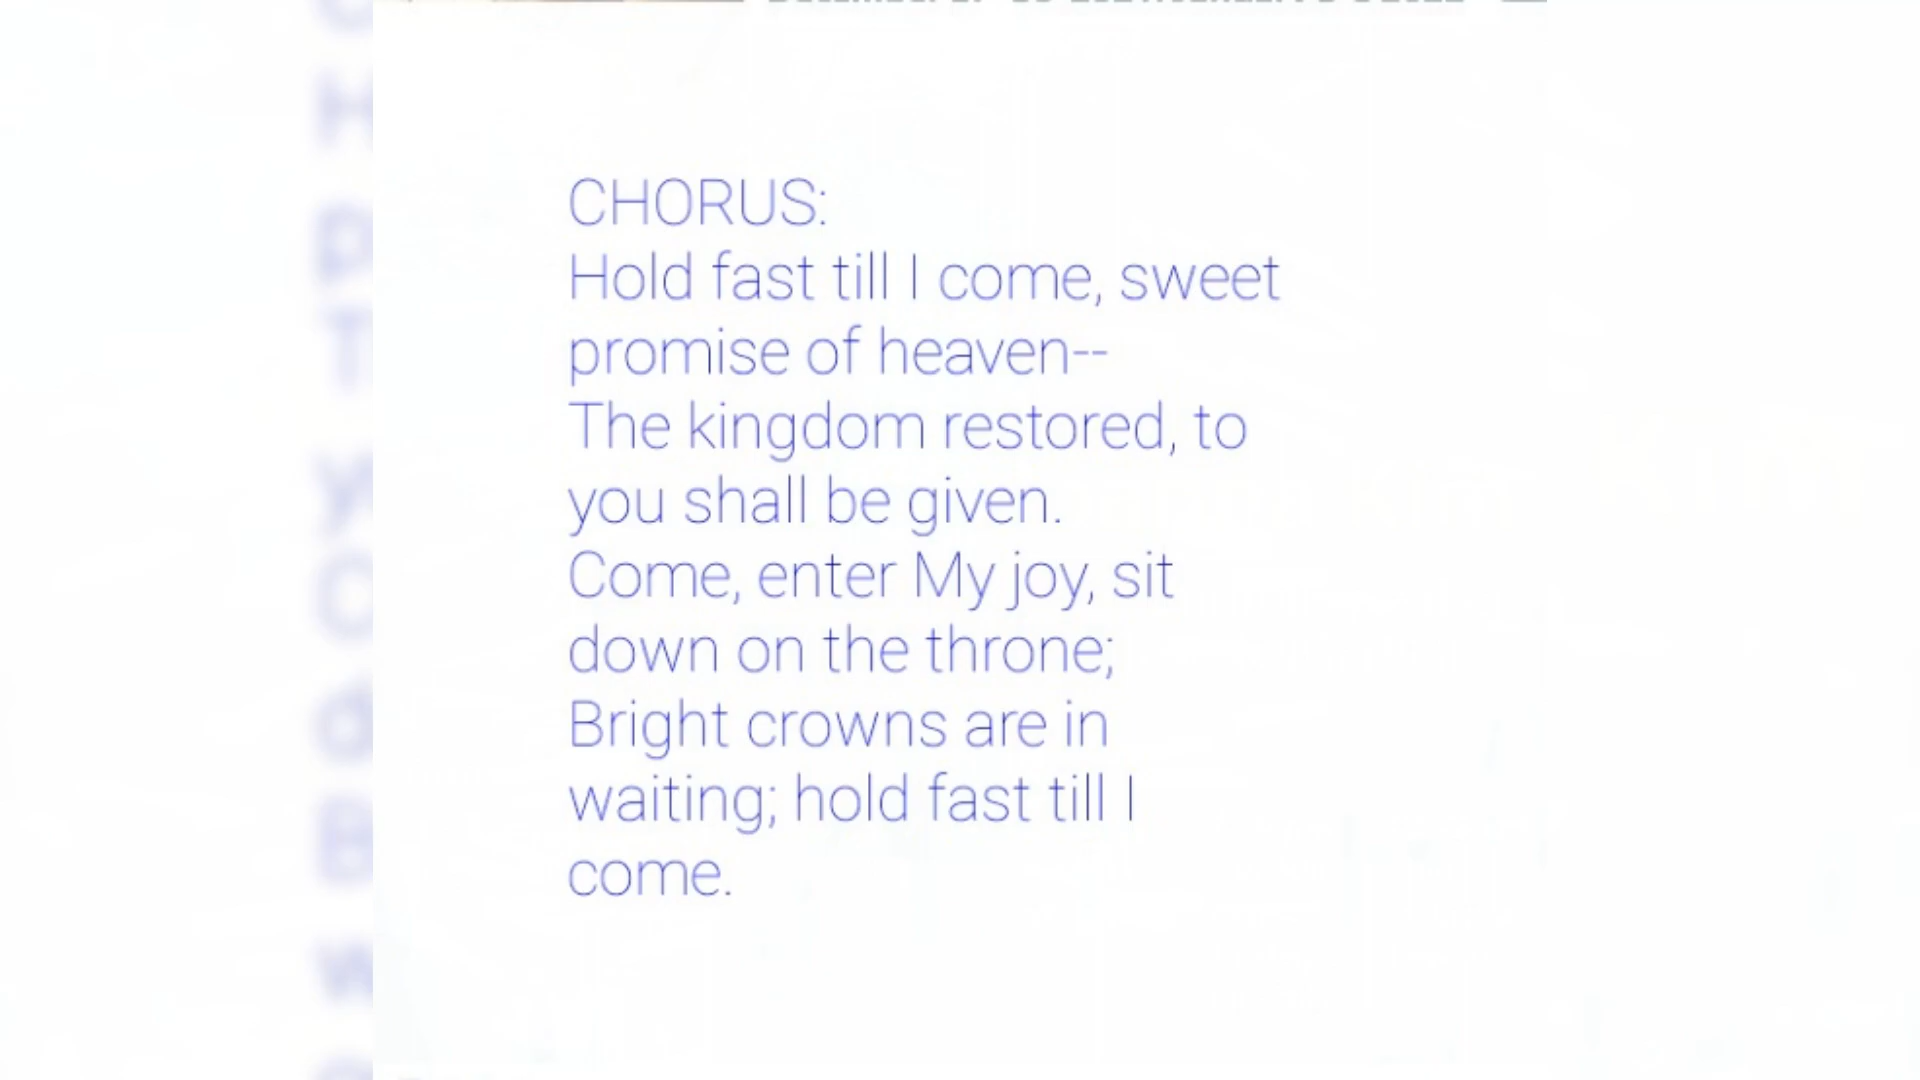 CHORUS:
Hold fast till I come, sweet
promise of heaven--
The kingdom restored, to
you shall be given.
Come, enter My joy, sit
down on the throne;
Bright crowns are in
waiting; hold fast till I
come.